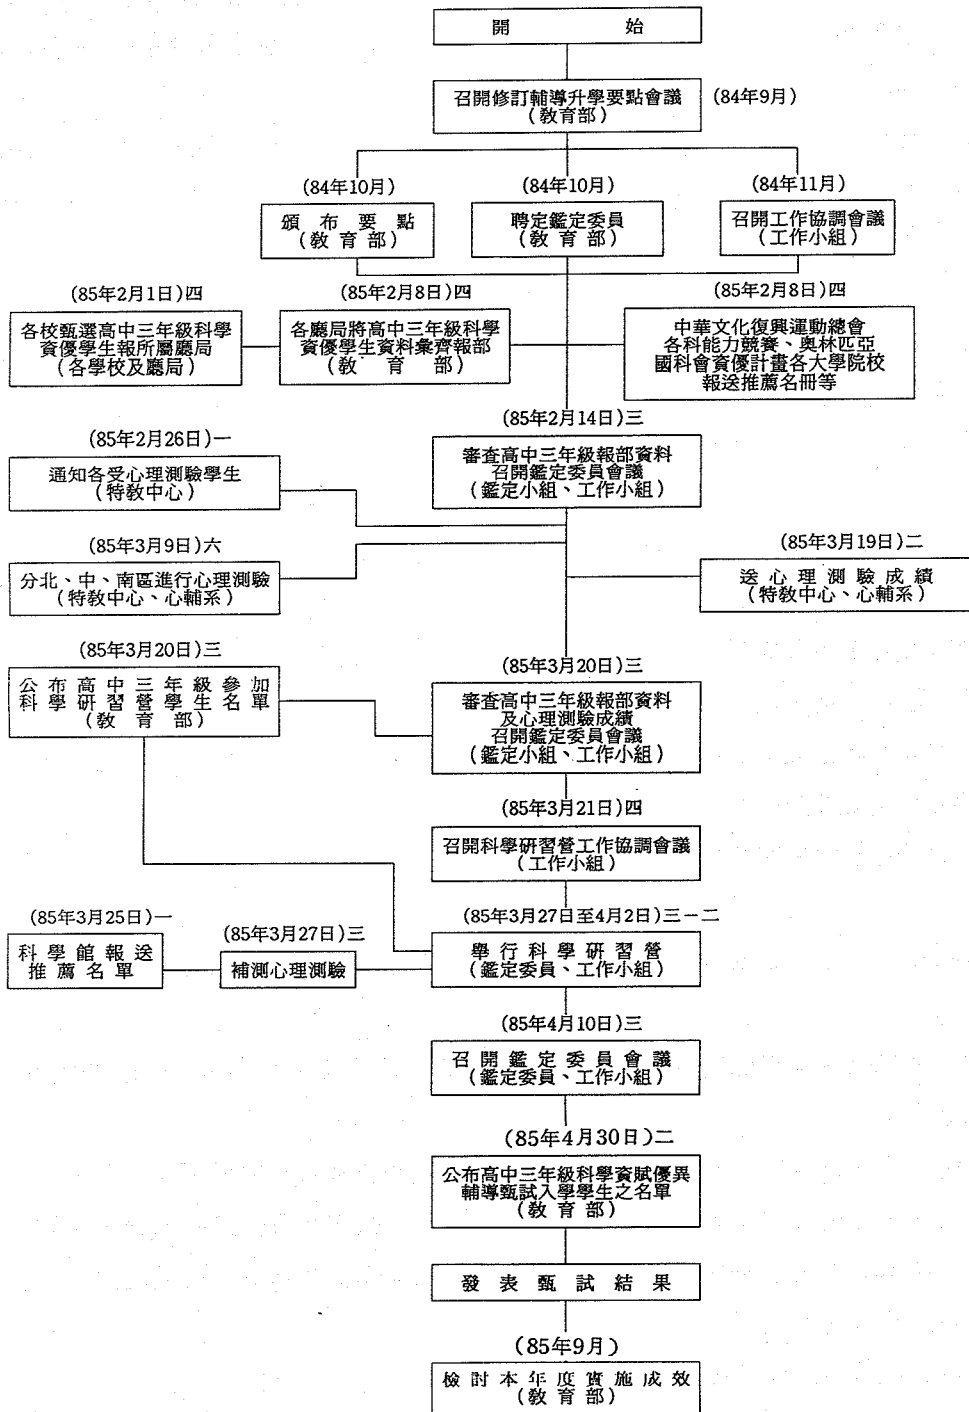 開始
召開修訂輔導升學要點會議
(教育部)
(84年9月)
(84年10月)
頒布要點
(教育部)
(84年10月)
聘定鑑定委員
(教育部)
(84年11月)
召開工作協調會議
(工作小組)
(85年2月1日)四
各校甄選高中三年級科學
資優學生報所屬廳局
(各學校及廳局)
(85年2月8日)四
各廳局將高中三年級科學
資優學生資料彙齊報部
(教育部)
(85年2月8日)四
中華文化復興運動總會
各科能力競賽、奧林匹亞
國科會資優計畫各大學院校
報送推薦名冊等
(85年2月14日)三
審查高中三年級報部資料
召開鑑定委員會議
(鑑定小組、工作小組)
(85年2月26日)一
通知各受心理測驗學生
(特教中心)
(85年3月9日)六
分北、中、南區進行心理測驗
(特教中心、心輔系)
(85年3月19日)二
送心理測驗成績
(特教中心、心輔系)
(85年3月20日)三
公布高中三年級參加
科學研習營學生名單
(教育部)
(85年3月20日)三
審查高中三年級報部資料
及心理測驗成績
召開鑑定委員會議
(鑑定小組、工作小組)
(85年3月21日)四
召開科學研習營工作協調會議
(工作小組)
(85年3月25日)一
科學館報送
推薦名單
(85年3月27日)三
補測心理測驗
(85年3月27日至4月2日)三－二
舉行科學研習營
(鑑定委員、工作小組)
(85年4月10日)三
召開鑑定委員會議
(鑑定委員、工作小組)
(85年4月30日)二
公布高中三年級科學資賦優異
輔導甄試入學學生之名單
(教育部)
發表甄試結果
(85年9月)
檢討本年度實施成效
(教育部)